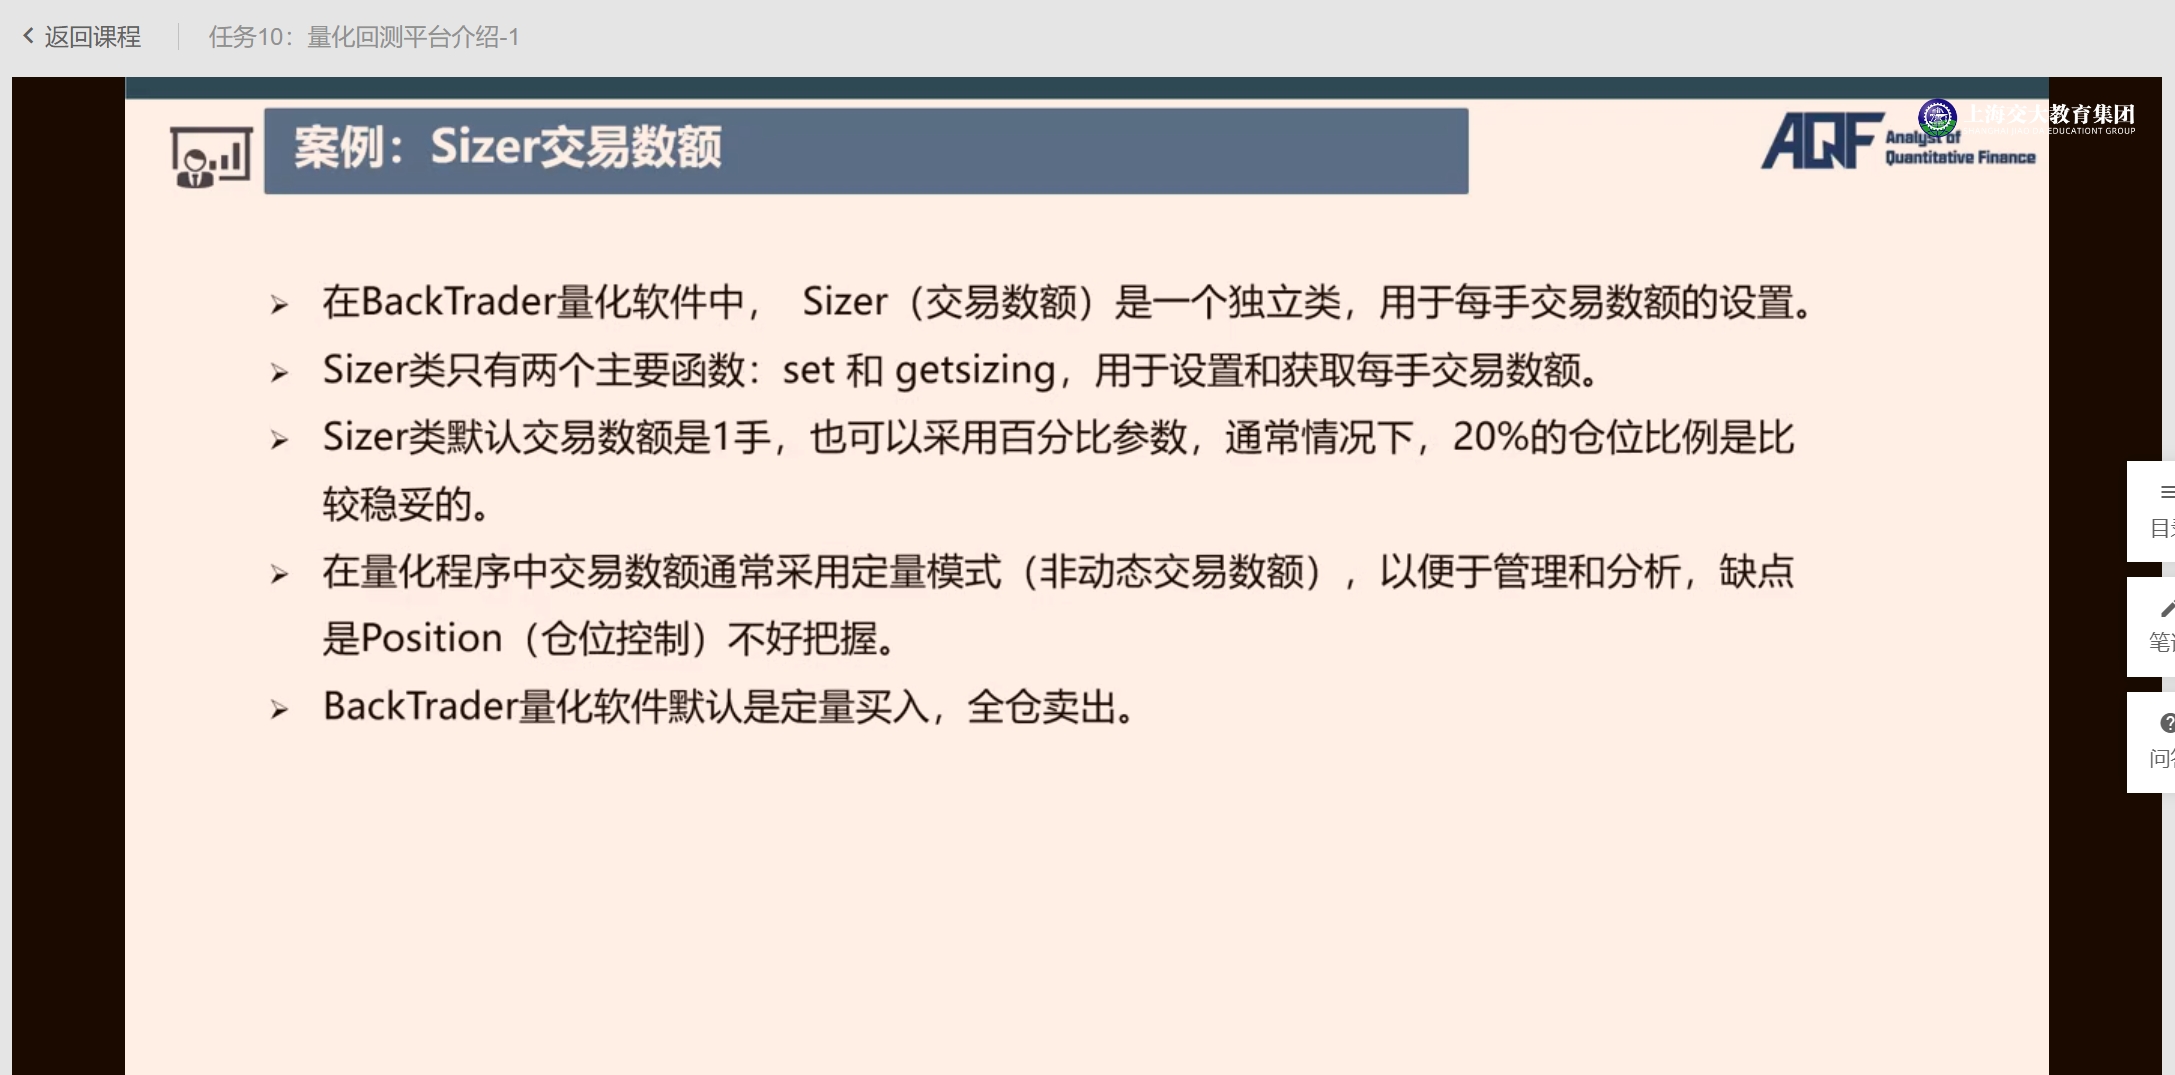 返回课程
任务10：量化回测平台介绍-1
案例：Sizer交易数额
AQF
Analyst of
Quantitative Finance
上海交大教育集团
EDUCATIONT GROUP
在BackTrader量化软件中， Sizer（交易数额）是一个独立类，用于每手交易数额的设置。
Sizer类只有两个主要函数：set 和 getsizing，用于设置和获取每手交易数额。
Sizer类默认交易数额是1手，也可以采用百分比参数，通常情况下，20%的仓位比例是比
较稳妥的。
在量化程序中交易数额通常采用定量模式（非动态交易数额），以便于管理和分析，缺点
是Position（仓位控制）不好把握。
BackTrader量化软件默认是定量买入，全仓卖出。
目
笔
问